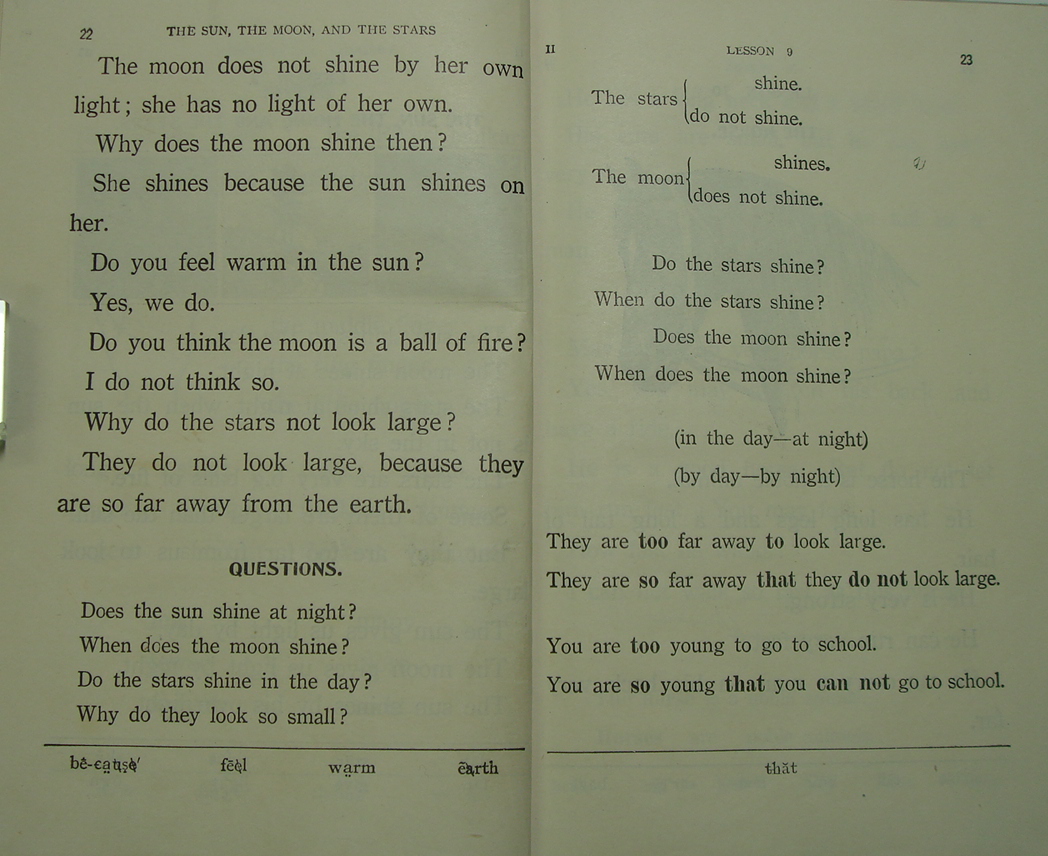 22 THE SUN, THE MOON, AND THE STARS
The moon does not shine by her own
light; she has no light of her own.
Why does the moon shine then?
She shines because the sun shines on
her.
Do you feel warm in the sun?
Yes, we do.
Do you think the moon is a ball of fire?
I do not think so.
Why do the stars not look large?
They do not look large, because they
are so far away from the earth.
QUESTIONS.
Does the sun shine at night?
When does the moon shine?
Do the stars shine in the day?
Why do they look so small?
fēel warm earth
II LESSON 9 23
shine.
The stars
do not shine.
shines.
The moon
does not shine.
Do the stars shine?
When do the stars shine?
Does the moon shine?
When does the moon shine?
(in the day—at night)
(by day—by night)
They are too far away to look large.
They are so far away that they do not look large.
You are too young to go to school.
You are so young that you can not go to school.
thăt